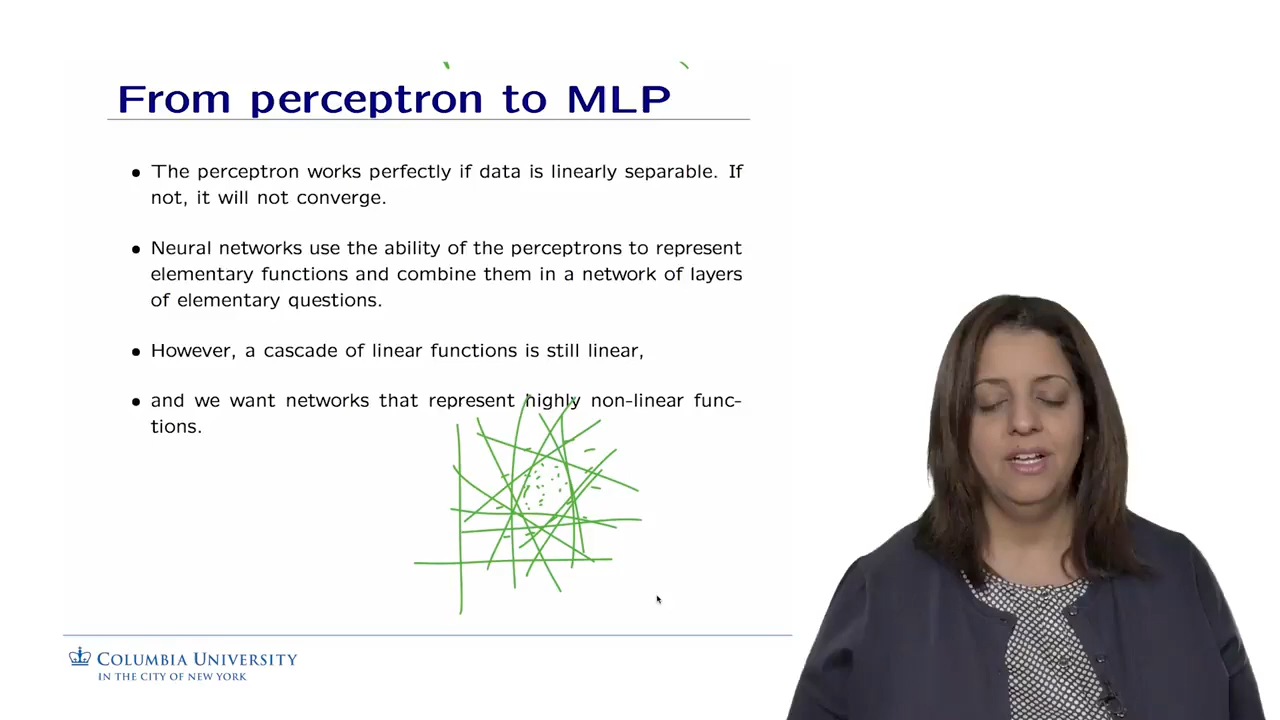 From perceptron to MLP
• The perceptron works perfectly if data is linearly separable. If
not, it will not converge.
• Neural networks use the ability of the perceptrons to represent
elementary functions and combine them in a network of layers
of elementary questions.
• However, a cascade of linear functions is still linear,
• and we want networks that represent highly non-linear func-
tions.
COLUMBIA UNIVERSITY
IN THE CITY OF NEW YORK